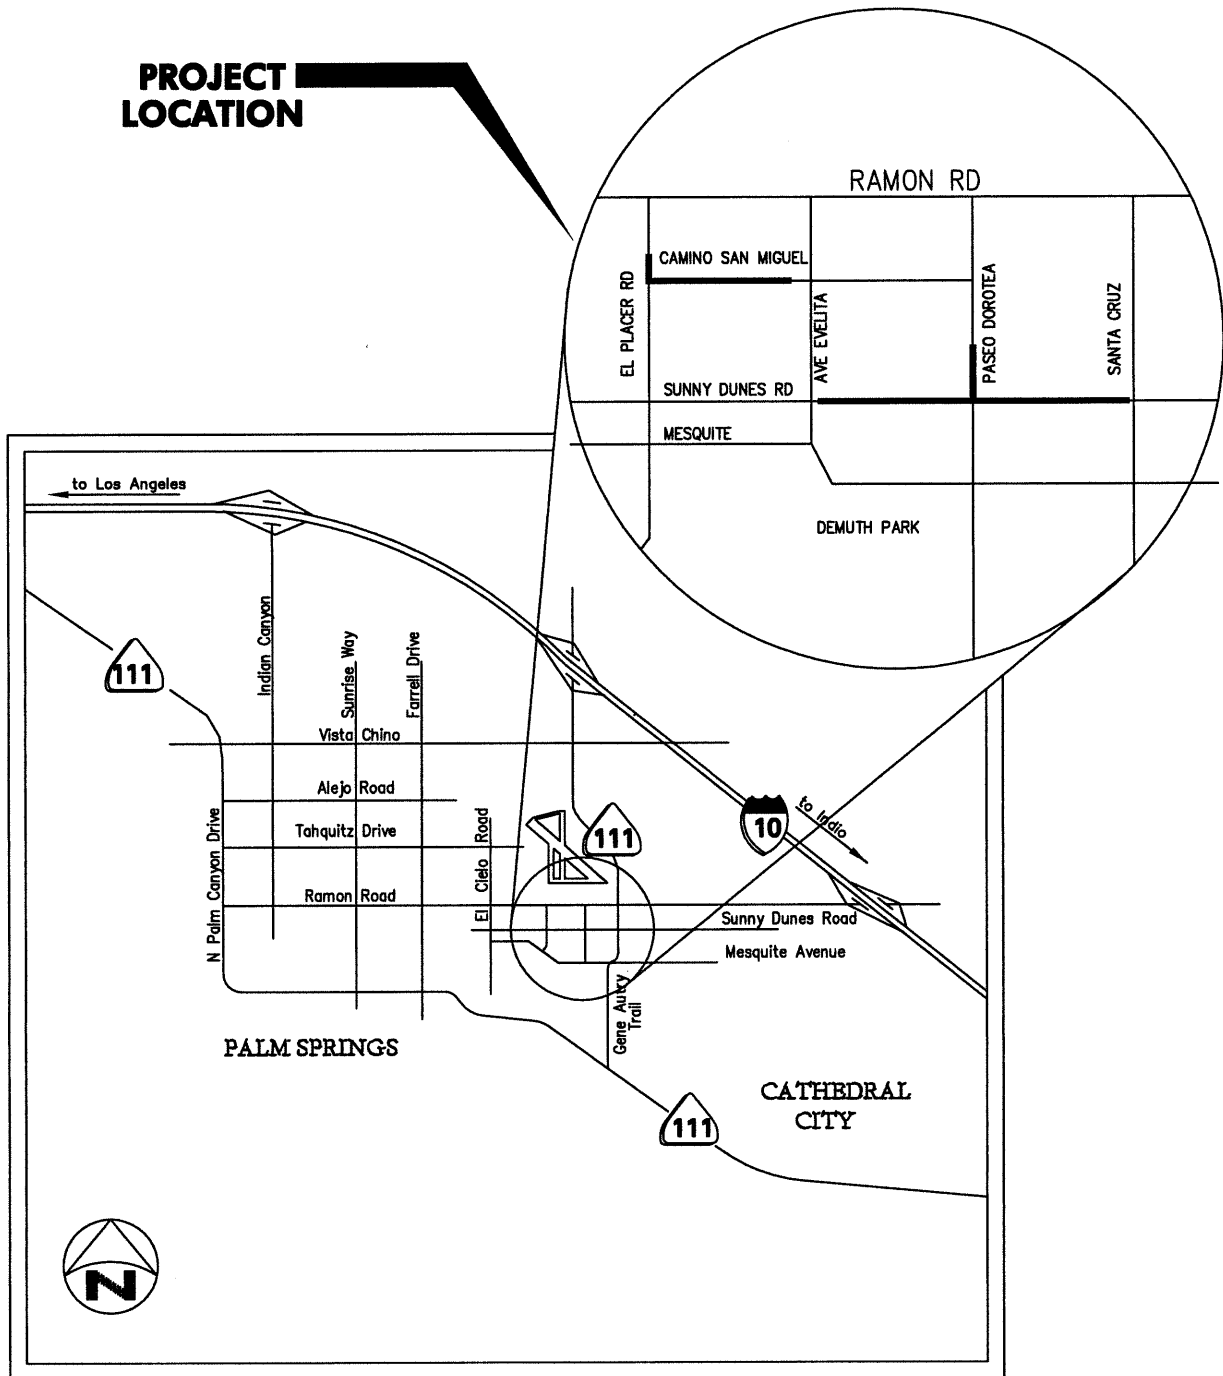 PROJECT
LOCATION
RAMON RD
CAMINO SAN MIGUEL
EL PLACER RD
AVE EVELITA
PASEO DOROTEA
SANTA CRUZ
SUNNY DUNES RD
MESQUITE
DEMUTH PARK
to Los Angeles
111
Indian Canyon
Sunrise Way
Farrell Drive
Vista Chino
Alejo Road
Tahquitz Drive
Ramon Road
N Palm Canyon Drive
El Cielo Road
111
10
to Indio
Sunny Dunes Road
Mesquite Avenue
Gene Autry
Trail
PALM SPRINGS
CATHEDRAL
CITY
111
N